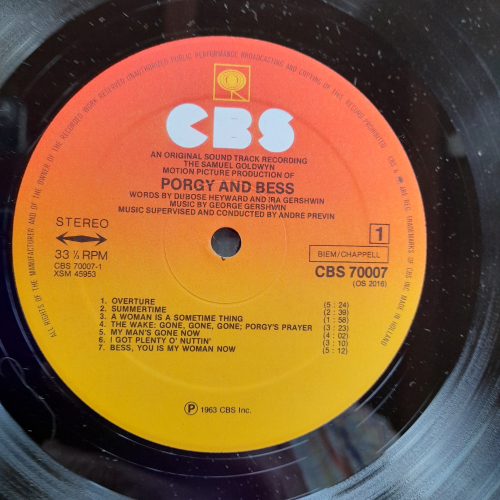 ALL RIGHTS OF THE MANUFACTURER AND OF THE OWNER OF THE RECORDED WORK RESERVED UNAUTHORIZED PUBLIC PERFORMANCE BROADCASTING AND COPYING OF THIS RECORD PROHIBITED
TRADEMARKS OF CBS INC. MADE IN HOLLAND
CBS
AN ORIGINAL SOUND TRACK RECORDING
THE SAMUEL GOLDWYN
MOTION PICTURE PRODUCTION OF
PORGY AND BESS
WORDS BY DUBOSE HEYWARD AND IRA GERSHWIN
MUSIC BY GEORGE GERSHWIN
MUSIC SUPERVISED AND CONDUCTED BY ANDRÉ PREVIN
STEREO
33 ⅓ RPM
CBS 70007-1
XSM 45953
1
BIEM/CHAPPELL
CBS 70007
(OS 2016)
1. OVERTURE (5 : 24)
2. SUMMERTIME (2 : 39)
3. A WOMAN IS A SOMETIME THING (1 : 58)
4. THE WAKE: GONE, GONE, GONE; PORGY'S PRAYER (3 : 23)
5. MY MAN'S GONE NOW (4 : 02)
6. I GOT PLENTY O' NUTTIN' (3 : 10)
7. BESS, YOU IS MY WOMAN NOW (5 : 12)
Ⓟ 1963 CBS Inc.